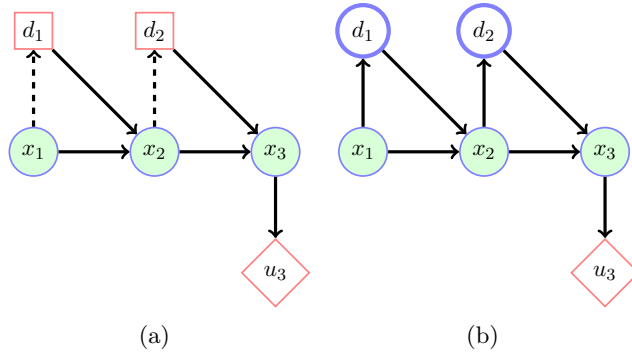 d₁ d₂ d₁ d₂
x₁ x₂ x₃ x₁ x₂ x₃
u₃ u₃
(a) (b)